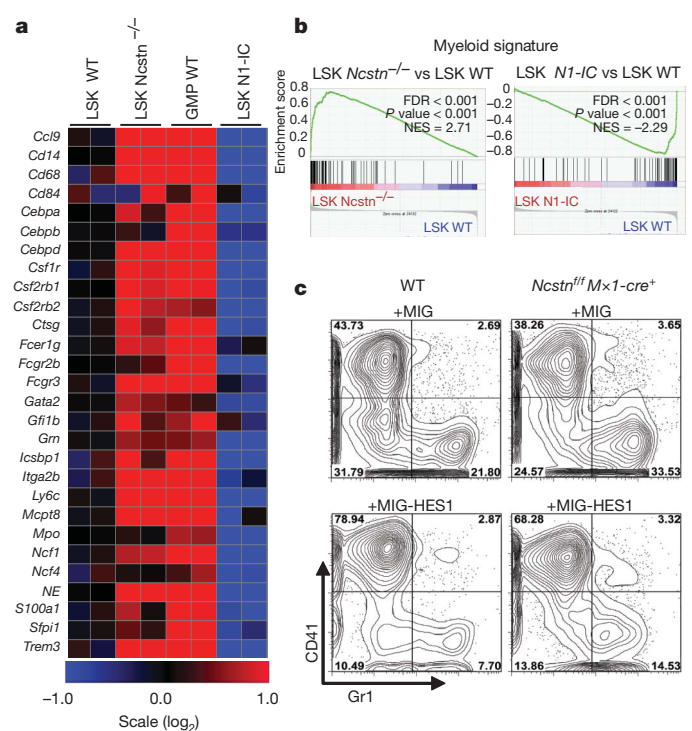 a
LSK WT
LSK Ncstn −/−
GMP WT
LSK N1-IC
Ccl9
Cd14
Cd68
Cd84
Cebpa
Cebpb
Cebpd
Csf1r
Csf2rb1
Csf2rb2
Ctsg
Fcer1g
Fcgr2b
Fcgr3
Gata2
Gfi1b
Grn
Icsbp1
Itga2b
Ly6c
Mcpt8
Mpo
Ncf1
Ncf4
NE
S100a1
Sfpi1
Trem3
−1.0 0.0 1.0
Scale (log2)
b
Myeloid signature
LSK Ncstn−/− vs LSK WT
Enrichment score
0.8
0.6
0.4
0.2
0
FDR < 0.001
P value < 0.001
NES = 2.71
Zero cross at 24122
LSK Ncstn−/−
LSK WT
LSK N1-IC vs LSK WT
−0
−0.2
−0.4
−0.6
−0.8
FDR < 0.001
P value < 0.001
NES = −2.29
LSK N1-IC
LSK WT
c
WT
Ncstnf/f M×1-cre+
+MIG
43.73 2.69
31.79 21.80
+MIG
38.26 3.65
24.57 33.53
+MIG-HES1
78.94 2.87
10.49 7.70
+MIG-HES1
68.28 3.32
13.86 14.53
CD41
Gr1